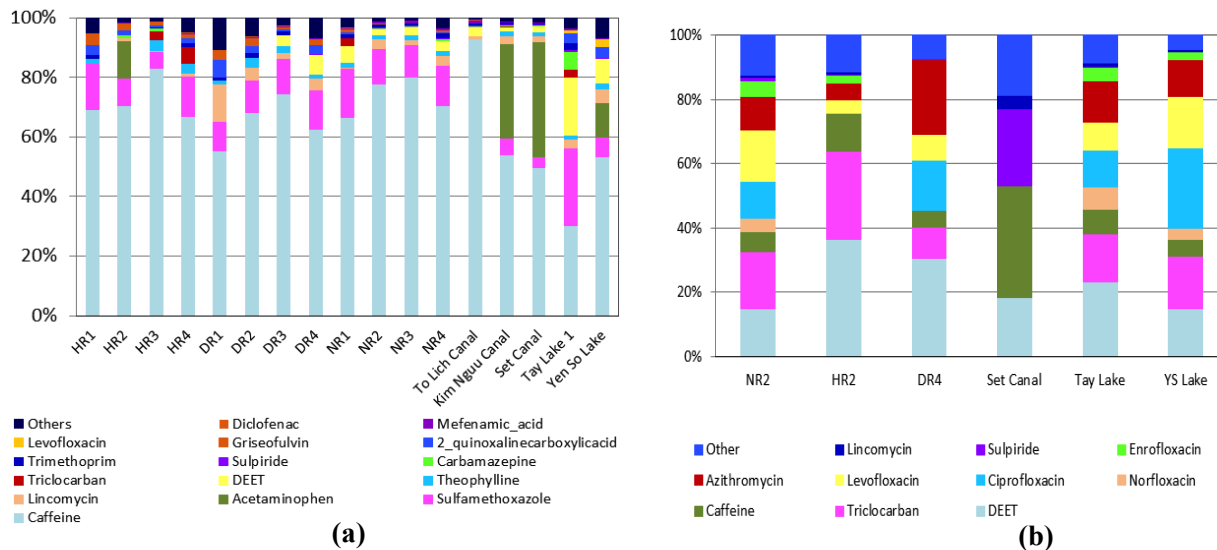 100%
80%
60%
40%
20%
0%
HR1
HR2
HR3
HR4
DR1
DR2
DR3
DR4
NR1
NR2
NR3
NR4
To Lich Canal
Kim Nguu Canal
Set Canal
Tay Lake 1
Yen So Lake
Others
Diclofenac
Mefenamic_acid
Levofloxacin
Griseofulvin
2_quinoxalinecarboxylicacid
Trimethoprim
Sulpiride
Carbamazepine
Triclocarban
DEET
Theophylline
Lincomycin
Acetaminophen
Sulfamethoxazole
Caffeine
(a)
100%
80%
60%
40%
20%
0%
NR2
HR2
DR4
Set Canal
Tay Lake
YS Lake
Other
Lincomycin
Sulpiride
Enrofloxacin
Azithromycin
Levofloxacin
Ciprofloxacin
Norfloxacin
Caffeine
Triclocarban
DEET
(b)